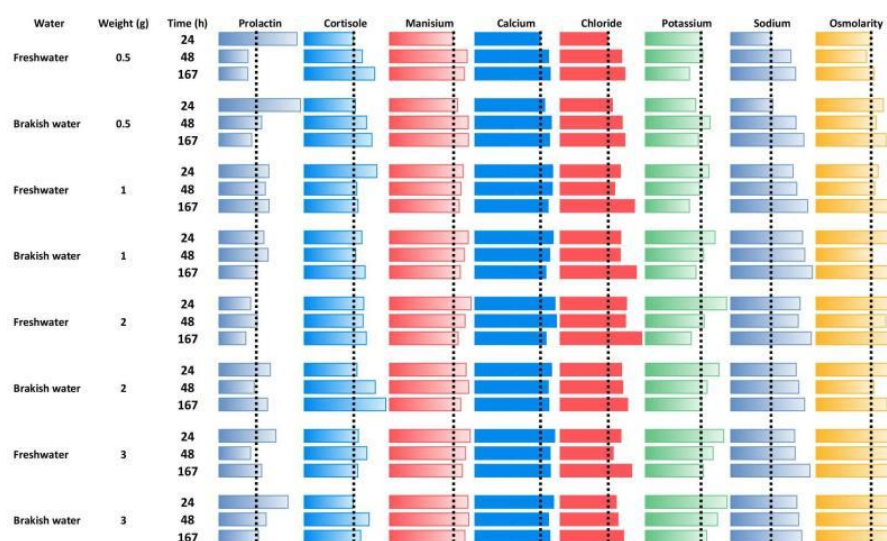 Water Weight (g) Time (h) Prolactin Cortisole Manisium Calcium Chloride Potassium Sodium Osmolarity
24
Freshwater 0.5 48
167
24
Brakish water 0.5 48
167
24
Freshwater 1 48
167
24
Brakish water 1 48
167
24
Freshwater 2 48
167
24
Brakish water 2 48
167
24
Freshwater 3 48
167
24
Brakish water 3 48
167